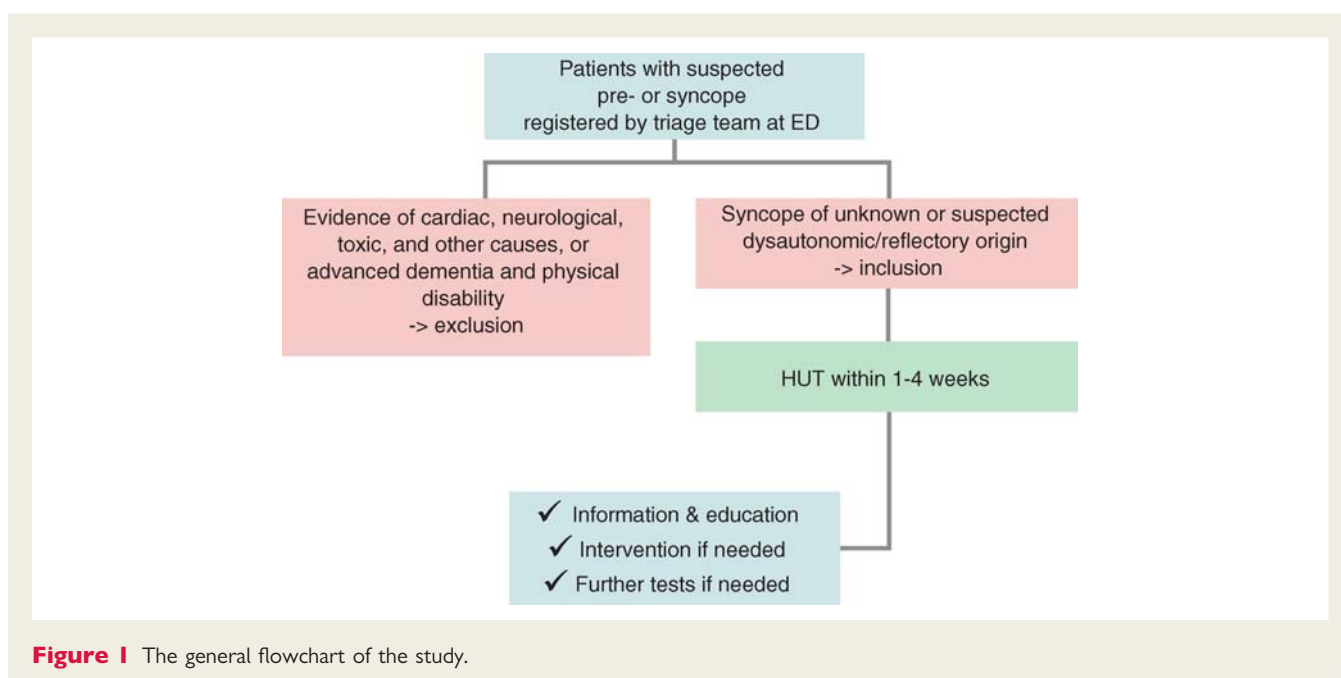 Patients with suspected
pre- or syncope
registered by triage team at ED
Evidence of cardiac, neurological,
toxic, and other causes, or
advanced dementia and physical
disability
-> exclusion
Syncope of unknown or suspected
dysautonomic/reflectory origin
-> inclusion
HUT within 1-4 weeks
✓ Information & education
✓ Intervention if needed
✓ Further tests if needed
Figure 1 The general flowchart of the study.